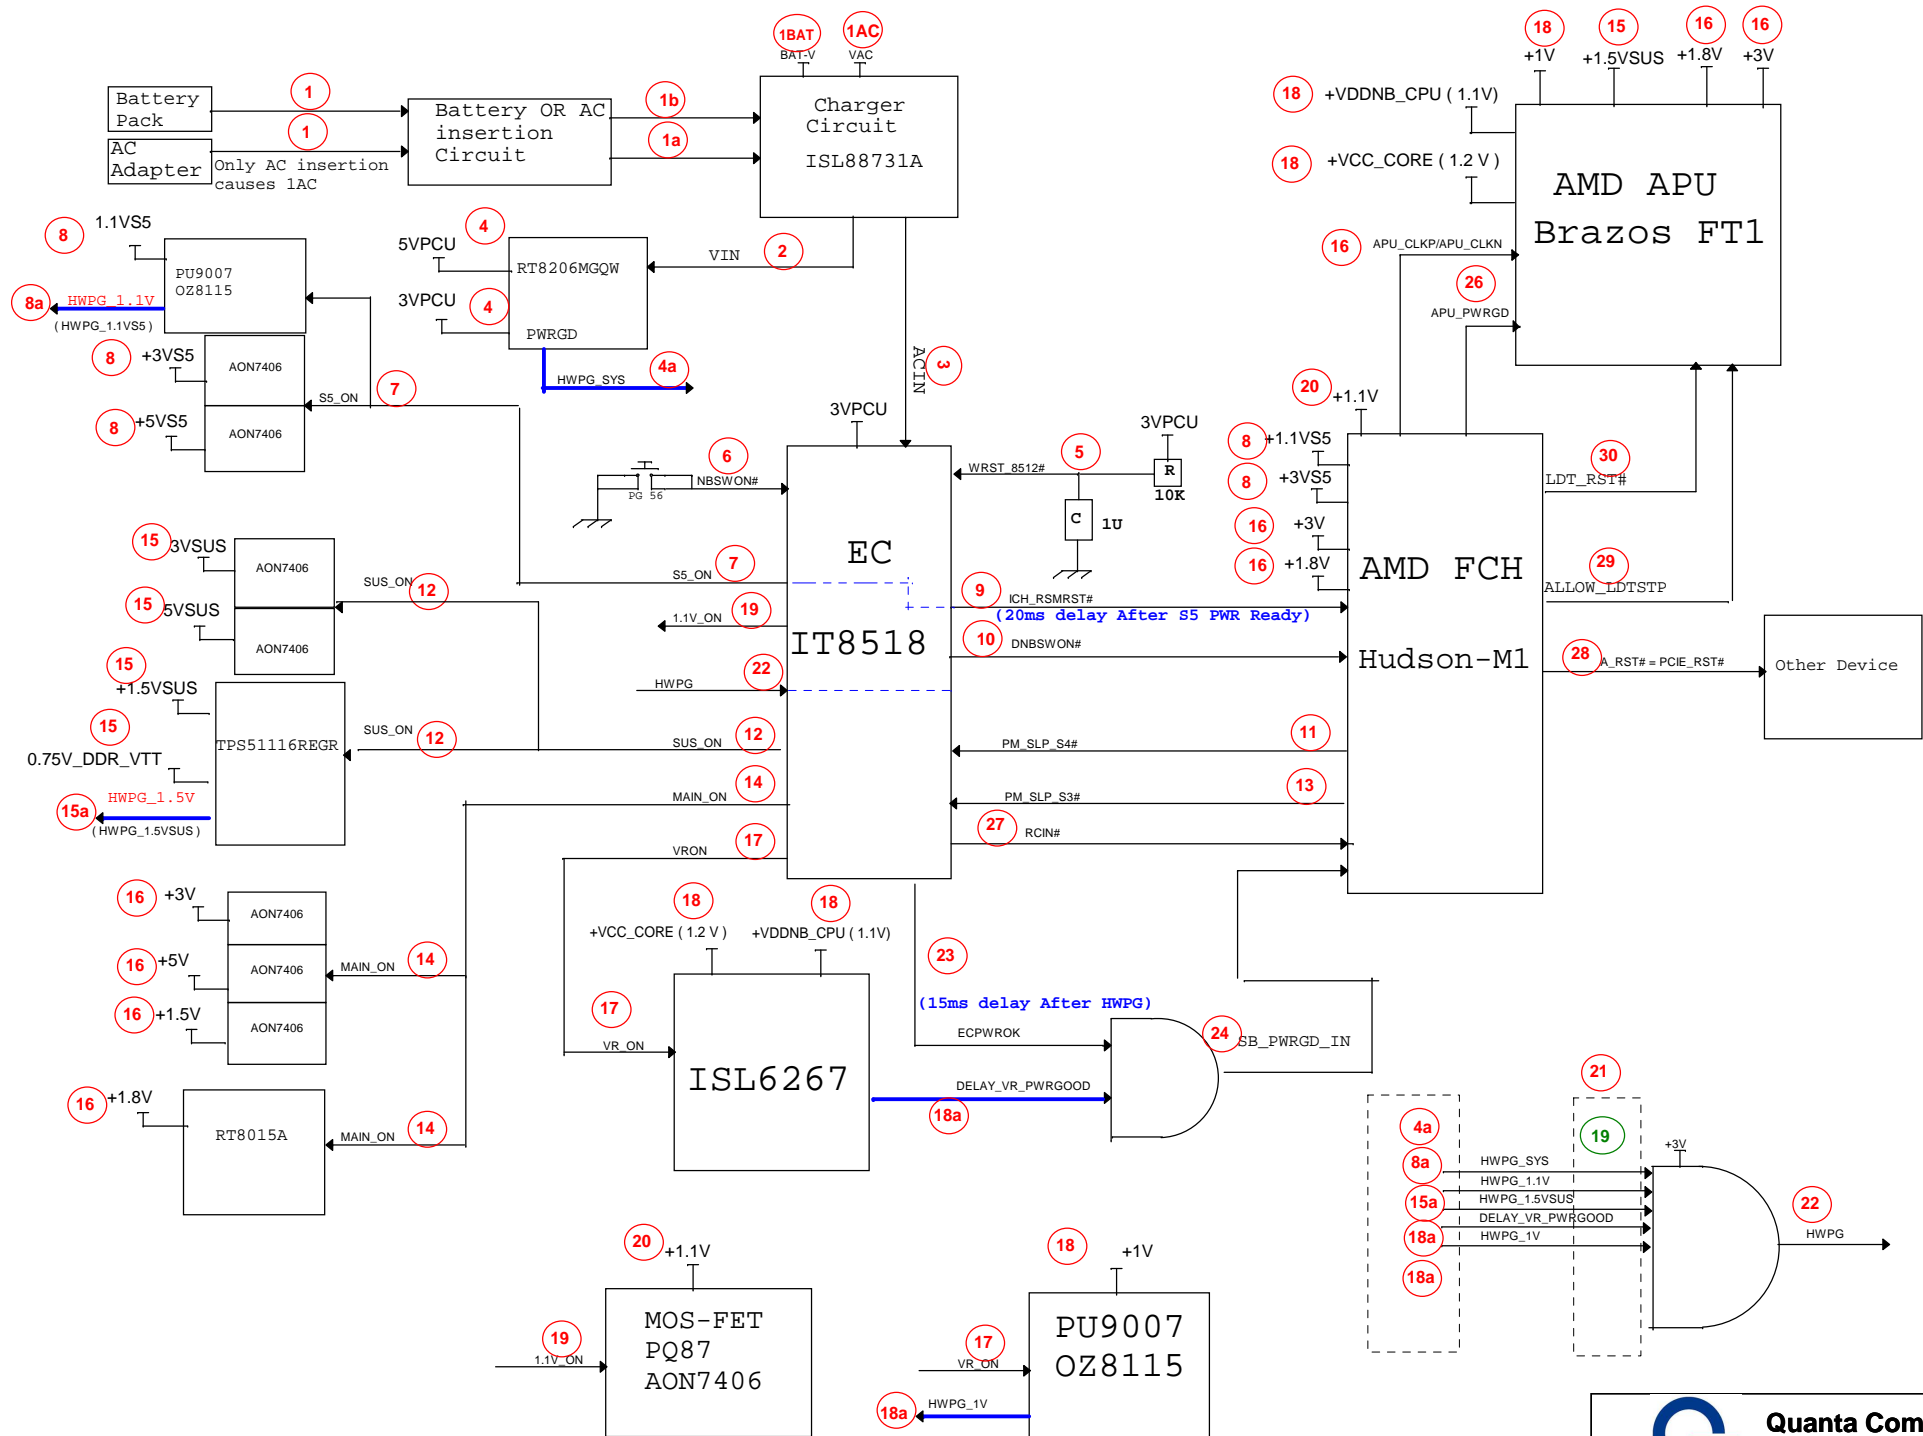 1BAT
BAT-V
1AC
VAC
Battery
Pack
1
AC
Adapter
1
Only AC insertion
causes 1AC
Battery OR AC
insertion
Circuit
1b
1a
Charger
Circuit
ISL88731A
18
+1V
15
+1.5VSUS
16
+1.8V
16
+3V
18
+VDDNB_CPU ( 1.1V)
18
+VCC_CORE ( 1.2 V )
AMD APU
Brazos FT1
16
APU_CLKP/APU_CLKN
26
APU_PWRGD
8
1.1VS5
PU9007
OZ8115
8a
HWPG_1.1V
( HWPG_1.1VS5 )
8
+3VS5
AON7406
8
+5VS5
AON7406
S5_ON
7
4
5VPCU
RT8206MGQW
4
3VPCU
PWRGD
VIN
2
HWPG_SYS
4a
ACIN
3
3VPCU
6
NBSWON#
PG 56
5
WRST_8512#
3VPCU
R
10K
C
1U
20
+1.1V
8
+1.1VS5
8
+3VS5
16
+3V
16
+1.8V
AMD FCH
Hudson-M1
30
LDT_RST#
29
ALLOW_LDTSTP
28
A_RST# = PCIE_RST#
Other Device
EC
IT8518
S5_ON
7
19
1.1V_ON
22
HWPG
12
SUS_ON
14
MAIN_ON
17
VRON
9
ICH_RSMRST#
(20ms delay After S5 PWR Ready)
10
DNBSWON#
11
PM_SLP_S4#
13
PM_SLP_S3#
27
RCIN#
15
3VSUS
AON7406
15
5VSUS
AON7406
SUS_ON
12
15
+1.5VSUS
15
0.75V_DDR_VTT
TPS51116REGR
SUS_ON
12
HWPG_1.5V
15a
( HWPG_1.5VSUS )
16
+3V
AON7406
16
+5V
AON7406
16
+1.5V
AON7406
MAIN_ON
14
16
+1.8V
RT8015A
MAIN_ON
14
18
+VCC_CORE ( 1.2 V )
18
+VDDNB_CPU ( 1.1V)
17
VR_ON
ISL6267
23
(15ms delay After HWPG)
ECPWROK
DELAY_VR_PWRGOOD
18a
24
SB_PWRGD_IN
21
19
4a
8a
15a
18a
18a
HWPG_SYS
HWPG_1.1V
HWPG_1.5VSUS
DELAY_VR_PWRGOOD
HWPG_1V
+3V
22
HWPG
20
+1.1V
MOS-FET
PQ87
AON7406
19
1.1V_ON
18
+1V
PU9007
OZ8115
17
VR_ON
18a
HWPG_1V
Quanta Com